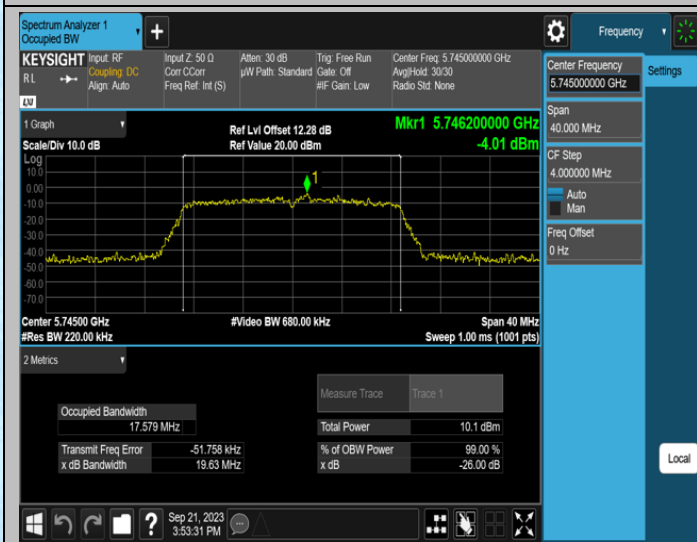 Spectrum Analyzer 1
Occupied BW
+
Frequency
KEYSIGHT
RL
LXI
Input: RF
Coupling: DC
Align: Auto
Input Z: 50 Ω
Corr CCorr
Freq Ref: Int (S)
Atten: 30 dB
µW Path: Standard
Trig: Free Run
Gate: Off
#IF Gain: Low
Center Freq: 5.745000000 GHz
Avg|Hold: 30/30
Radio Std: None
Center Frequency
5.745000000 GHz
Settings
Span
40.000 MHz
CF Step
4.000000 MHz
Auto
Man
Freq Offset
0 Hz
Local
1 Graph
Scale/Div 10.0 dB
Ref Lvl Offset 12.28 dB
Ref Value 20.00 dBm
Mkr1 5.746200000 GHz
-4.01 dBm
Log
10.0
0.00
-10.0
-20.0
-30.0
-40.0
-50.0
-60.0
-70.0
1
Center 5.74500 GHz
#Res BW 220.00 kHz
#Video BW 680.00 kHz
Span 40 MHz
Sweep 1.00 ms (1001 pts)
2 Metrics
Measure Trace
Trace 1
Occupied Bandwidth
17.579 MHz
Total Power
10.1 dBm
Transmit Freq Error
-51.758 kHz
% of OBW Power
99.00 %
x dB Bandwidth
19.63 MHz
x dB
-26.00 dB
?
Sep 21, 2023
3:53:31 PM